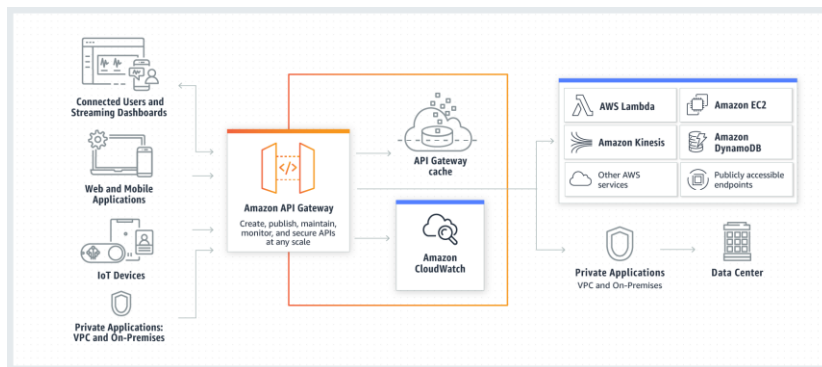 Connected Users and
Streaming Dashboards
Web and Mobile
Applications
IoT Devices
Private Applications:
VPC and On-Premises
</>
Amazon API Gateway
Create, publish, maintain,
monitor, and secure APIs
at any scale
API Gateway
cache
Amazon
CloudWatch
AWS Lambda
Amazon EC2
Amazon Kinesis
Amazon
DynamoDB
Other AWS
services
Publicly accessible
endpoints
Private Applications
VPC and On-Premises
Data Center